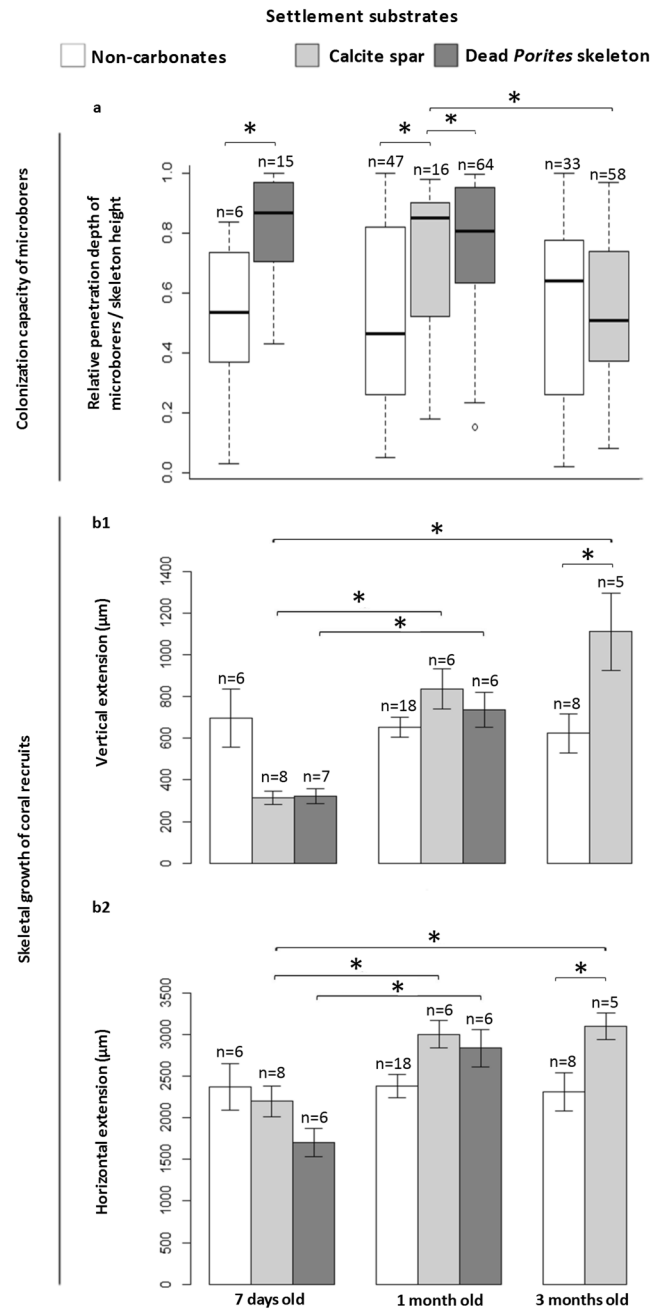 Settlement substrates
Non-carbonates Calcite spar Dead Porites skeleton
a
Colonization capacity of microborers
Relative penetration depth of
microborers / skeleton height
0.0 0.2 0.4 0.6 0.8 1.0
* * * *
n=6 n=15 n=47 n=16 n=64 n=33 n=58
Skeletal growth of coral recruits
b1
Vertical extension (µm)
0 200 400 600 800 1000 1200 1400
* * * *
n=6 n=8 n=7 n=18 n=6 n=6 n=8 n=5
b2
Horizontal extension (µm)
0 500 1000 1500 2000 2500 3000 3500
* * * *
n=6 n=8 n=6 n=18 n=6 n=6 n=8 n=5
7 days old 1 month old 3 months old